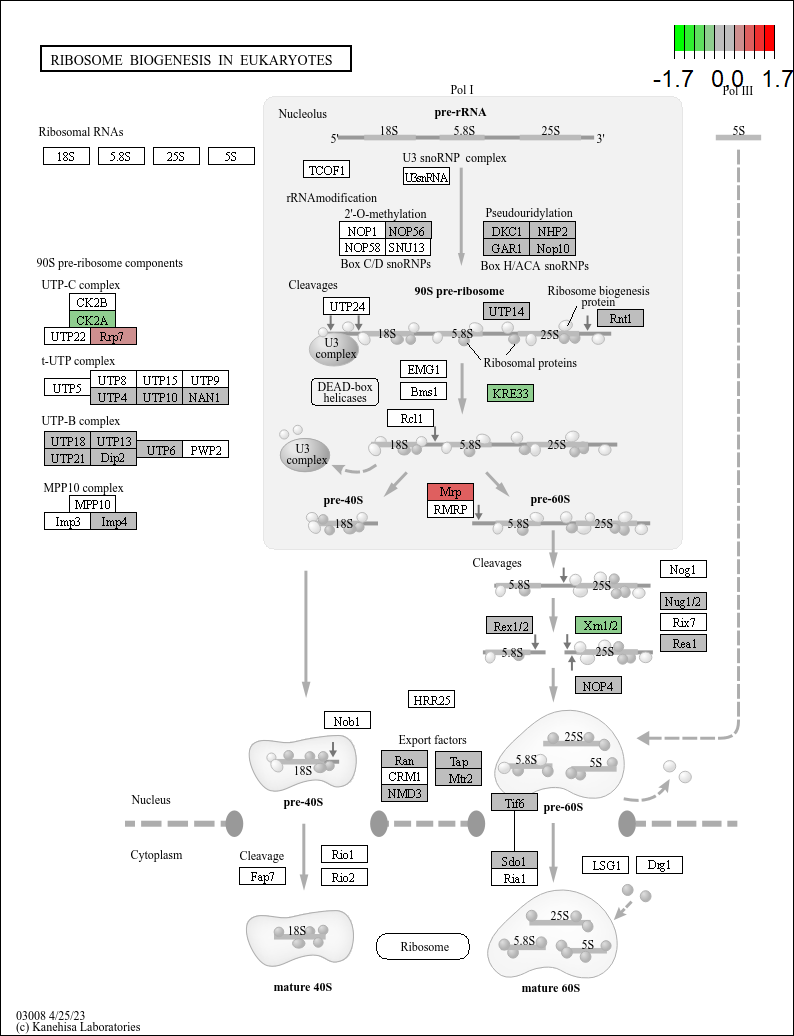 RIBOSOME BIOGENESIS IN EUKARYOTES
-1.7 0.0 1.7
Pol I
Pol III
Nucleolus
pre-rRNA
Ribosomal RNAs
18S 5.8S 25S
5S
5' 3'
18S 5.8S 25S 5S
U3 snoRNP complex
TCOF1
U3snRNA
rRNAmodification
2'-O-methylation
Pseudouridylation
NOP1 NOP56
DKC1 NHP2
NOP58 SNU13
GAR1 Nop10
Box C/D snoRNPs
Box H/ACA snoRNPs
90S pre-ribosome components
UTP-C complex
Cleavages
90S pre-ribosome
Ribosome biogenesis
protein
CK2B
UTP24
UTP14
CK2A
Rnt1
UTP22 Rrp7
18S 5.8S 25S
U3
complex
t-UTP complex
Ribosomal proteins
EMG1
UTP5
UTP8 UTP15 UTP9
UTP4 UTP10 NAN1
DEAD-box
helicases
Bms1
KRE33
UTP-B complex
Rcl1
UTP18 UTP13
UTP6 PWP2
UTP21 Dip2
18S 5.8S 25S
U3
complex
MPP10 complex
MPP10
Imp3 Imp4
pre-40S
Mrp
RMRP
pre-60S
18S
5.8S 25S
Cleavages
Nog1
5.8S 25S
Nug1/2
Rex1/2
Xrn1/2
Rix7
Rea1
5.8S 25S
NOP4
HRR25
Nob1
Export factors
25S
Ran Tap
5.8S 5S
18S
CRM1 Mtr2
NMD3
pre-40S
Tif6
pre-60S
Nucleus
Cytoplasm
Cleavage
Rio1
Sdo1
LSG1 Drg1
Fap7
Rio2
Ria1
18S
25S
5.8S 5S
Ribosome
mature 40S
mature 60S
03008 4/25/23
(c) Kanehisa Laboratories